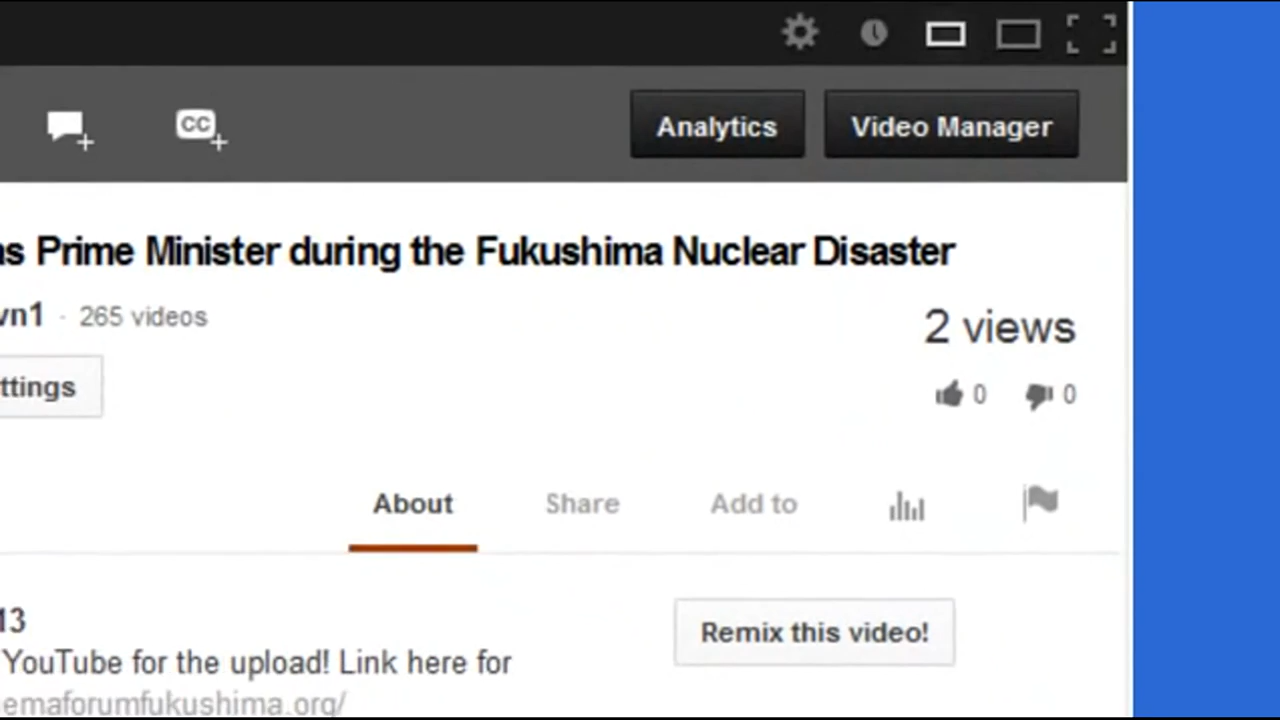 CC
Analytics
Video Manager
as Prime Minister during the Fukushima Nuclear Disaster
vn1 · 265 videos
2 views
ttings
0
0
About
Share
Add to
13
Remix this video!
YouTube for the upload! Link here for
emaforumfukushima.org/